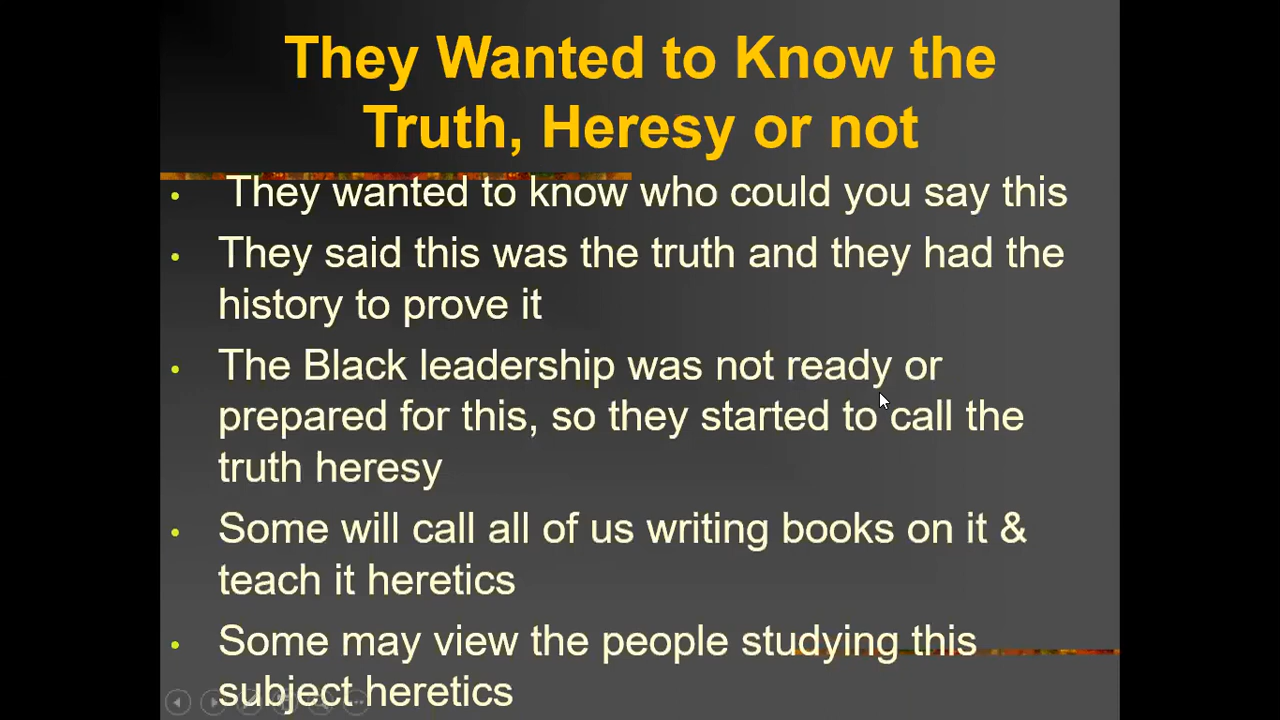 They Wanted to Know the
Truth, Heresy or not
• They wanted to know who could you say this
• They said this was the truth and they had the
history to prove it
• The Black leadership was not ready or
prepared for this, so they started to call the
truth heresy
• Some will call all of us writing books on it &
teach it heretics
• Some may view the people studying this
subject heretics